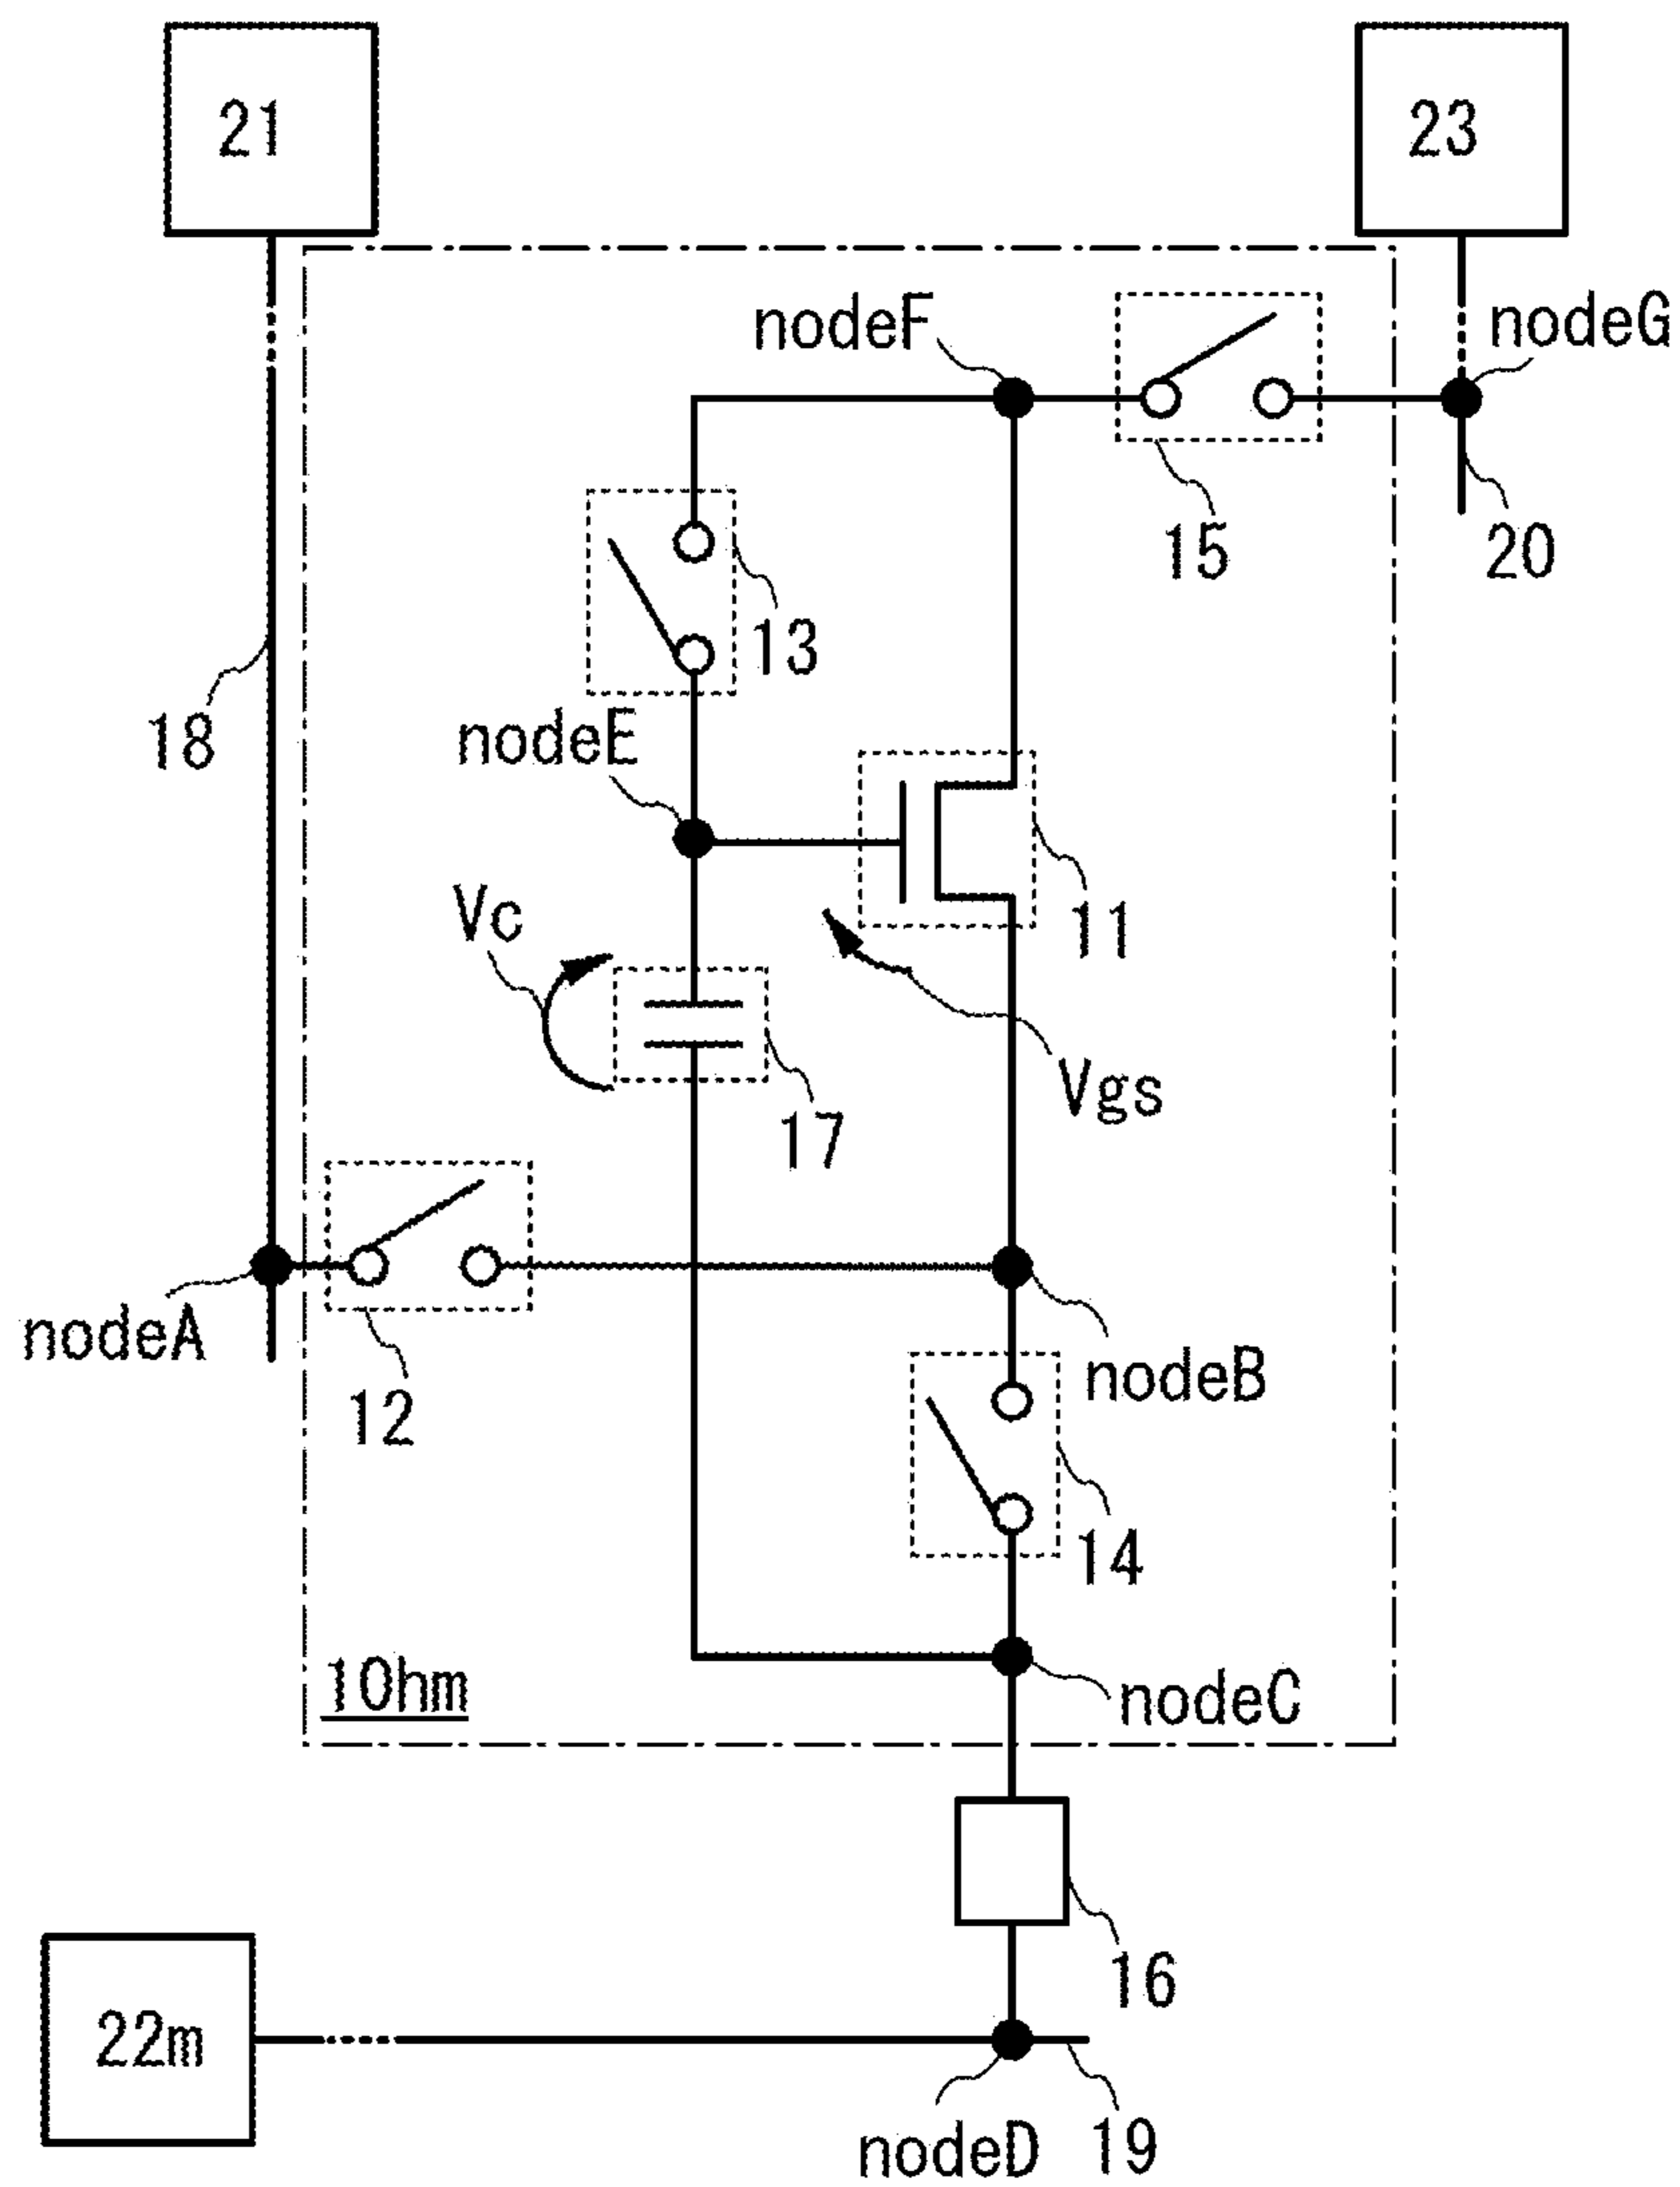 21
23
nodeF
nodeG
15
20
13
18
nodeE
Vc
11
Vgs
17
nodeA
nodeB
12
14
10hm
nodeC
16
22m
nodeD
19